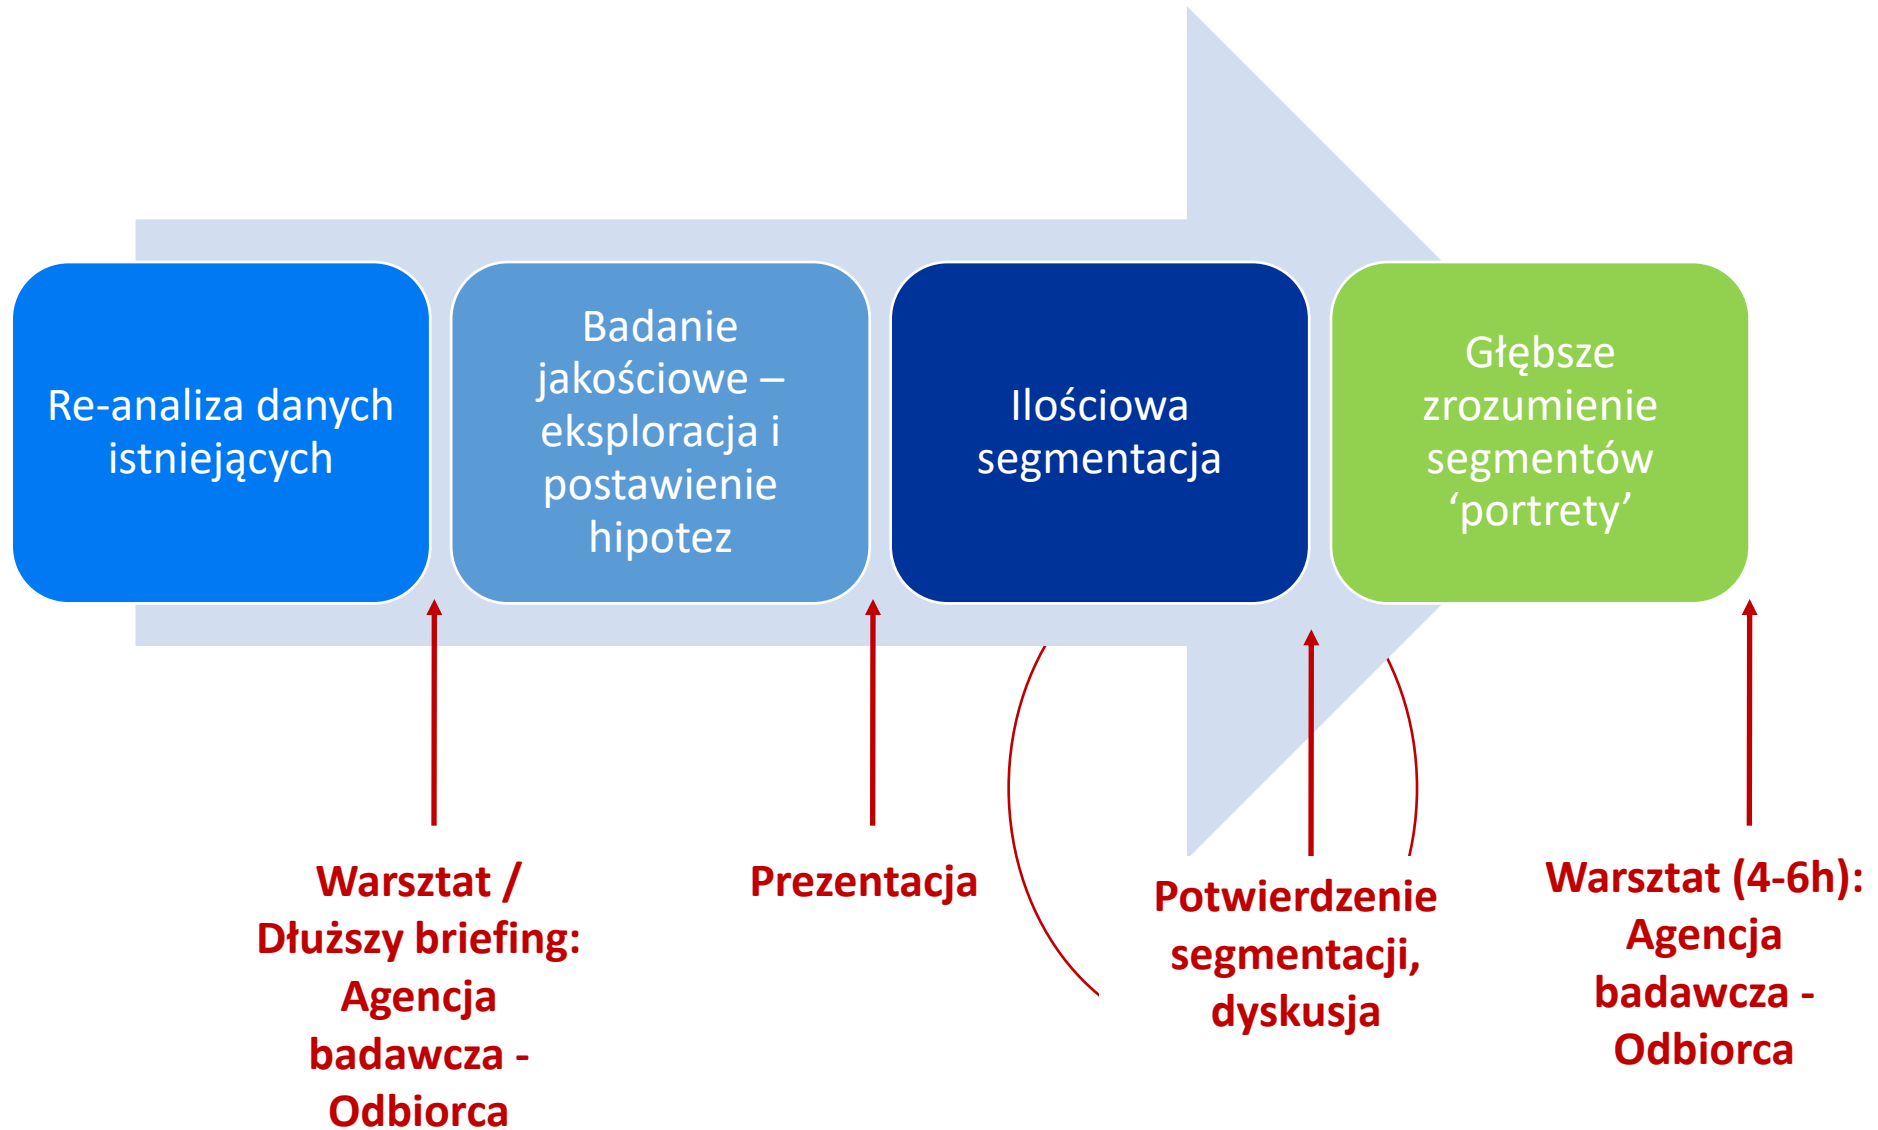 Re-analiza danych
istniejących
Badanie
jakościowe –
eksploracja i
postawienie
hipotez
Ilościowa
segmentacja
Głębsze
zrozumienie
segmentów
‘portrety’
Warsztat /
Dłuższy briefing:
Agencja
badawcza -
Odbiorca
Prezentacja
Potwierdzenie
segmentacji,
dyskusja
Warsztat (4-6h):
Agencja
badawcza -
Odbiorca